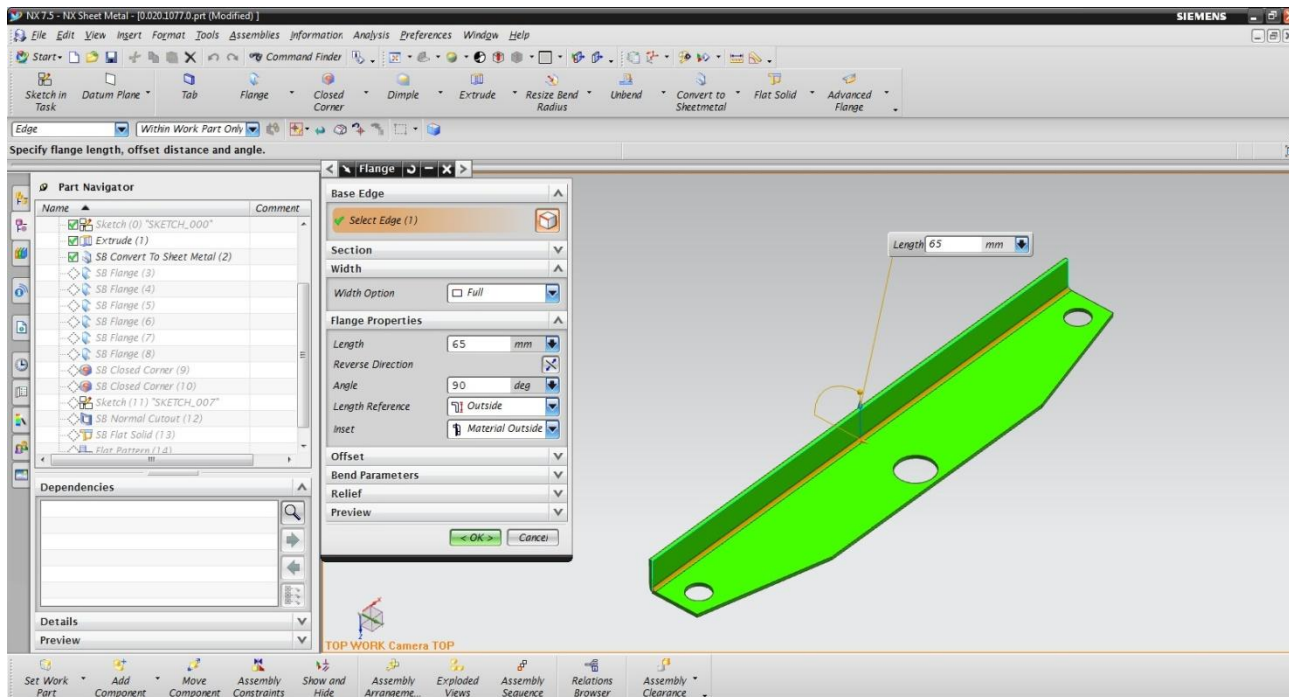 NX 7.5 - NX Sheet Metal - [0.020.1077.0.prt (Modified) ]
SIEMENS
File Edit View Insert Format Tools Assemblies Information Analysis Preferences Window Help
Start Command Finder
Sketch in Task
Datum Plane
Tab
Flange
Closed Corner
Dimple
Extrude
Resize Bend Radius
Unbend
Convert to Sheetmetal
Flat Solid
Advanced Flange
Edge
Within Work Part Only
Specify flange length, offset distance and angle.
Part Navigator
Name Comment
Sketch (0) "SKETCH_000"
Extrude (1)
SB Convert To Sheet Metal (2)
SB Flange (3)
SB Flange (4)
SB Flange (5)
SB Flange (6)
SB Flange (7)
SB Flange (8)
SB Closed Corner (9)
SB Closed Corner (10)
Sketch (11) "SKETCH_007"
SB Normal Cutout (12)
SB Flat Solid (13)
Flat Pattern (14)
Dependencies
Details
Preview
Flange
Base Edge
Select Edge (1)
Section
Width
Width Option Full
Flange Properties
Length 65 mm
Reverse Direction
Angle 90 deg
Length Reference Outside
Inset Material Outside
Offset
Bend Parameters
Relief
Preview
< OK > Cancel
Length 65 mm
TOP WORK Camera TOP
Set Work Part
Add Component
Move Component
Assembly Constraints
Show and Hide
Assembly Arrangeme...
Exploded Views
Assembly Sequence
Relations Browser
Assembly Clearance